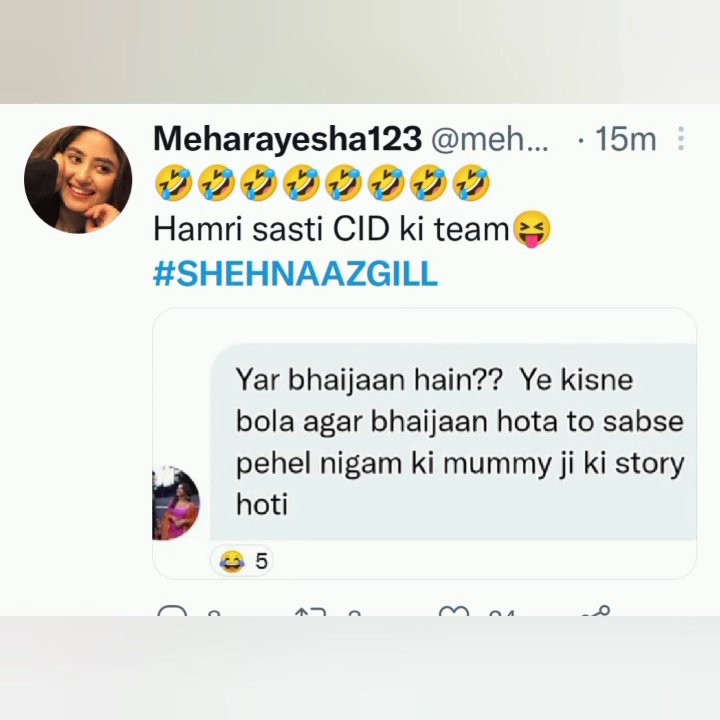 Meharayesha123 @meh... · 15m
🤣🤣🤣🤣🤣🤣🤣🤣
Hamri sasti CID ki team😝
#SHEHNAAZGILL
Yar bhaijaan hain?? Ye kisne
bola agar bhaijaan hota to sabse
pehel nigam ki mummy ji ki story
hoti
😂 5